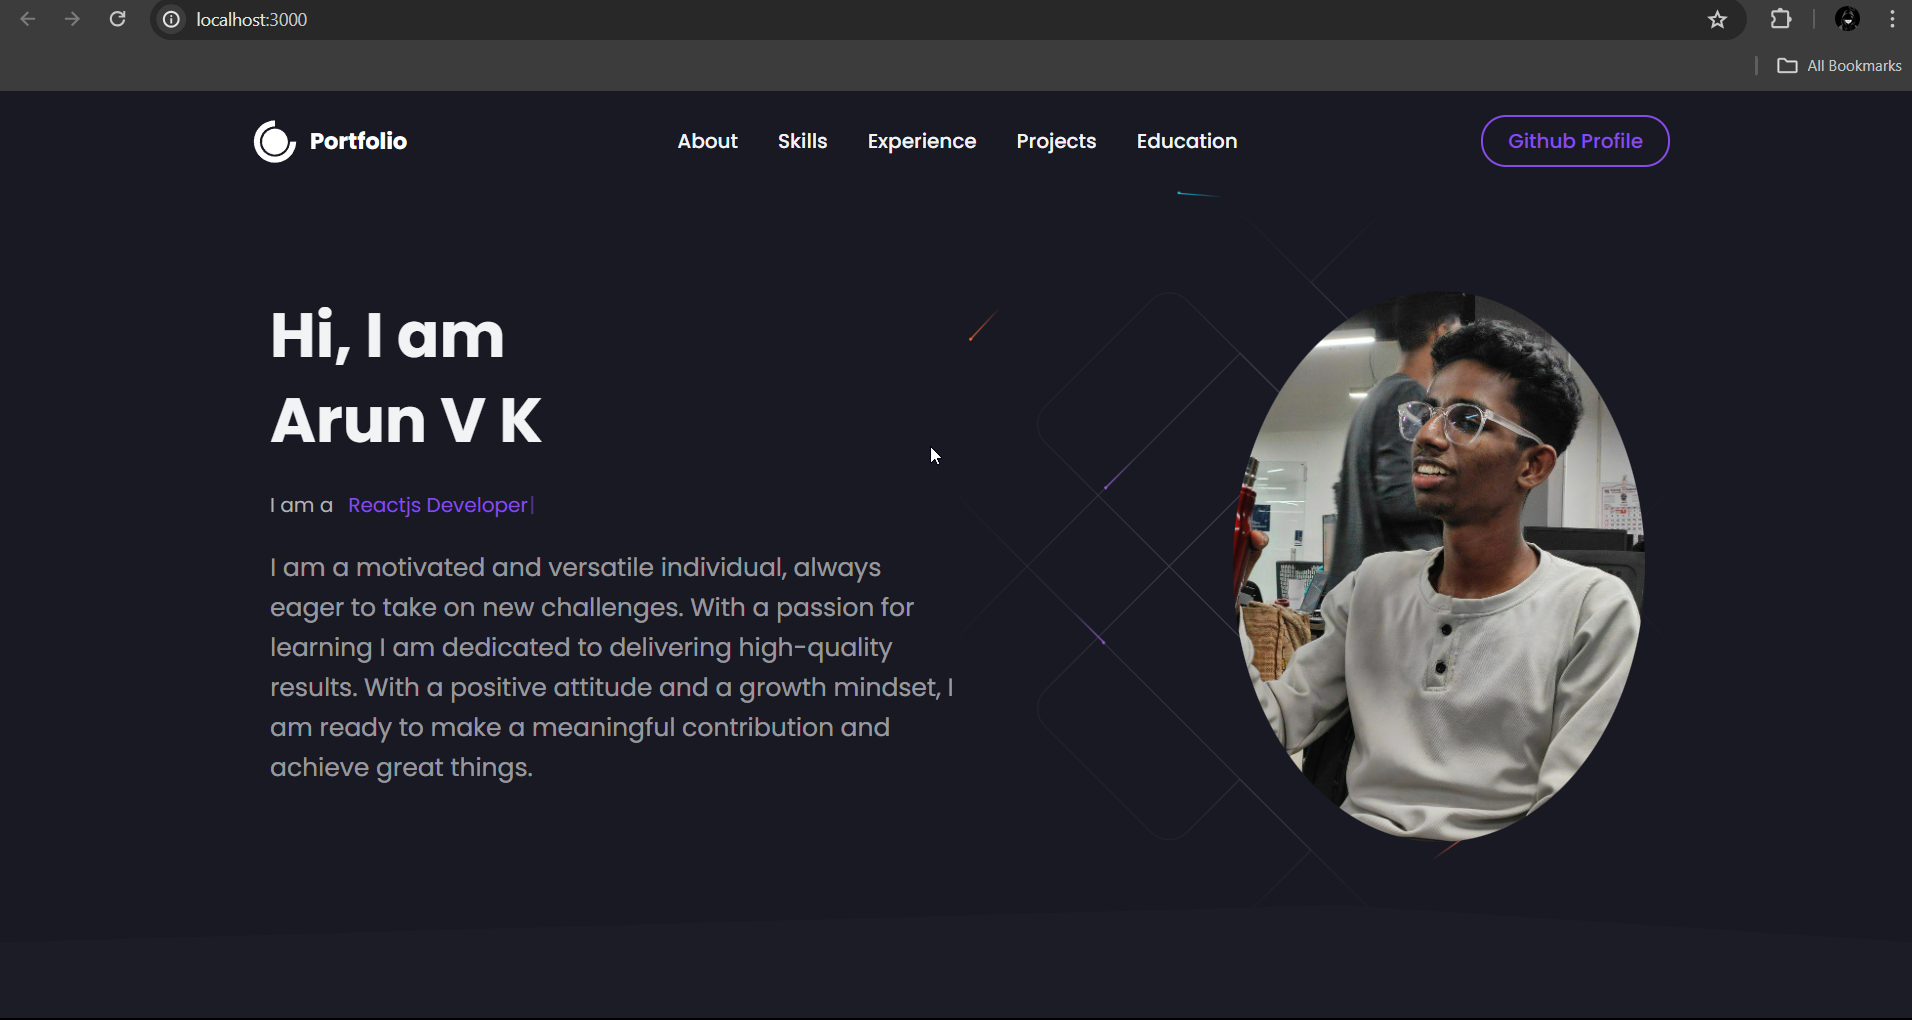 localhost:3000
All Bookmarks
Portfolio
About
Skills
Experience
Projects
Education
Github Profile
Hi, I am
Arun V K
I am a Reactjs Developer
I am a motivated and versatile individual, always
eager to take on new challenges. With a passion for
learning I am dedicated to delivering high-quality
results. With a positive attitude and a growth mindset, I
am ready to make a meaningful contribution and
achieve great things.